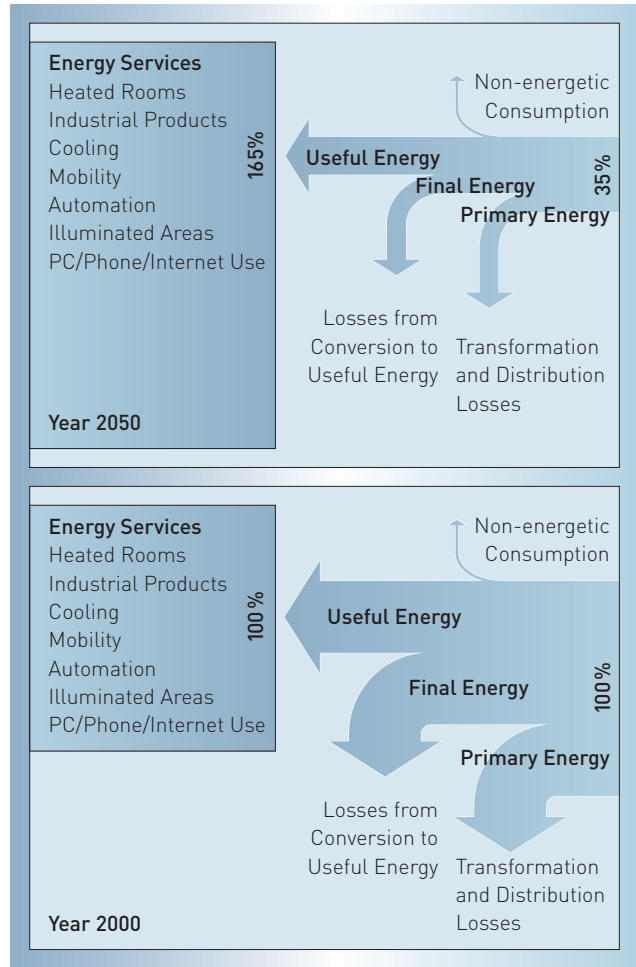 Energy Services
Heated Rooms
Industrial Products
Cooling
Mobility
Automation
Illuminated Areas
PC/Phone/Internet Use
165%
Year 2050
Non-energetic
Consumption
Useful Energy
Final Energy
Primary Energy
35%
Losses from
Conversion to
Useful Energy
Transformation
and Distribution
Losses
Energy Services
Heated Rooms
Industrial Products
Cooling
Mobility
Automation
Illuminated Areas
PC/Phone/Internet Use
100%
Year 2000
Non-energetic
Consumption
Useful Energy
Final Energy
Primary Energy
100%
Losses from
Conversion to
Useful Energy
Transformation
and Distribution
Losses